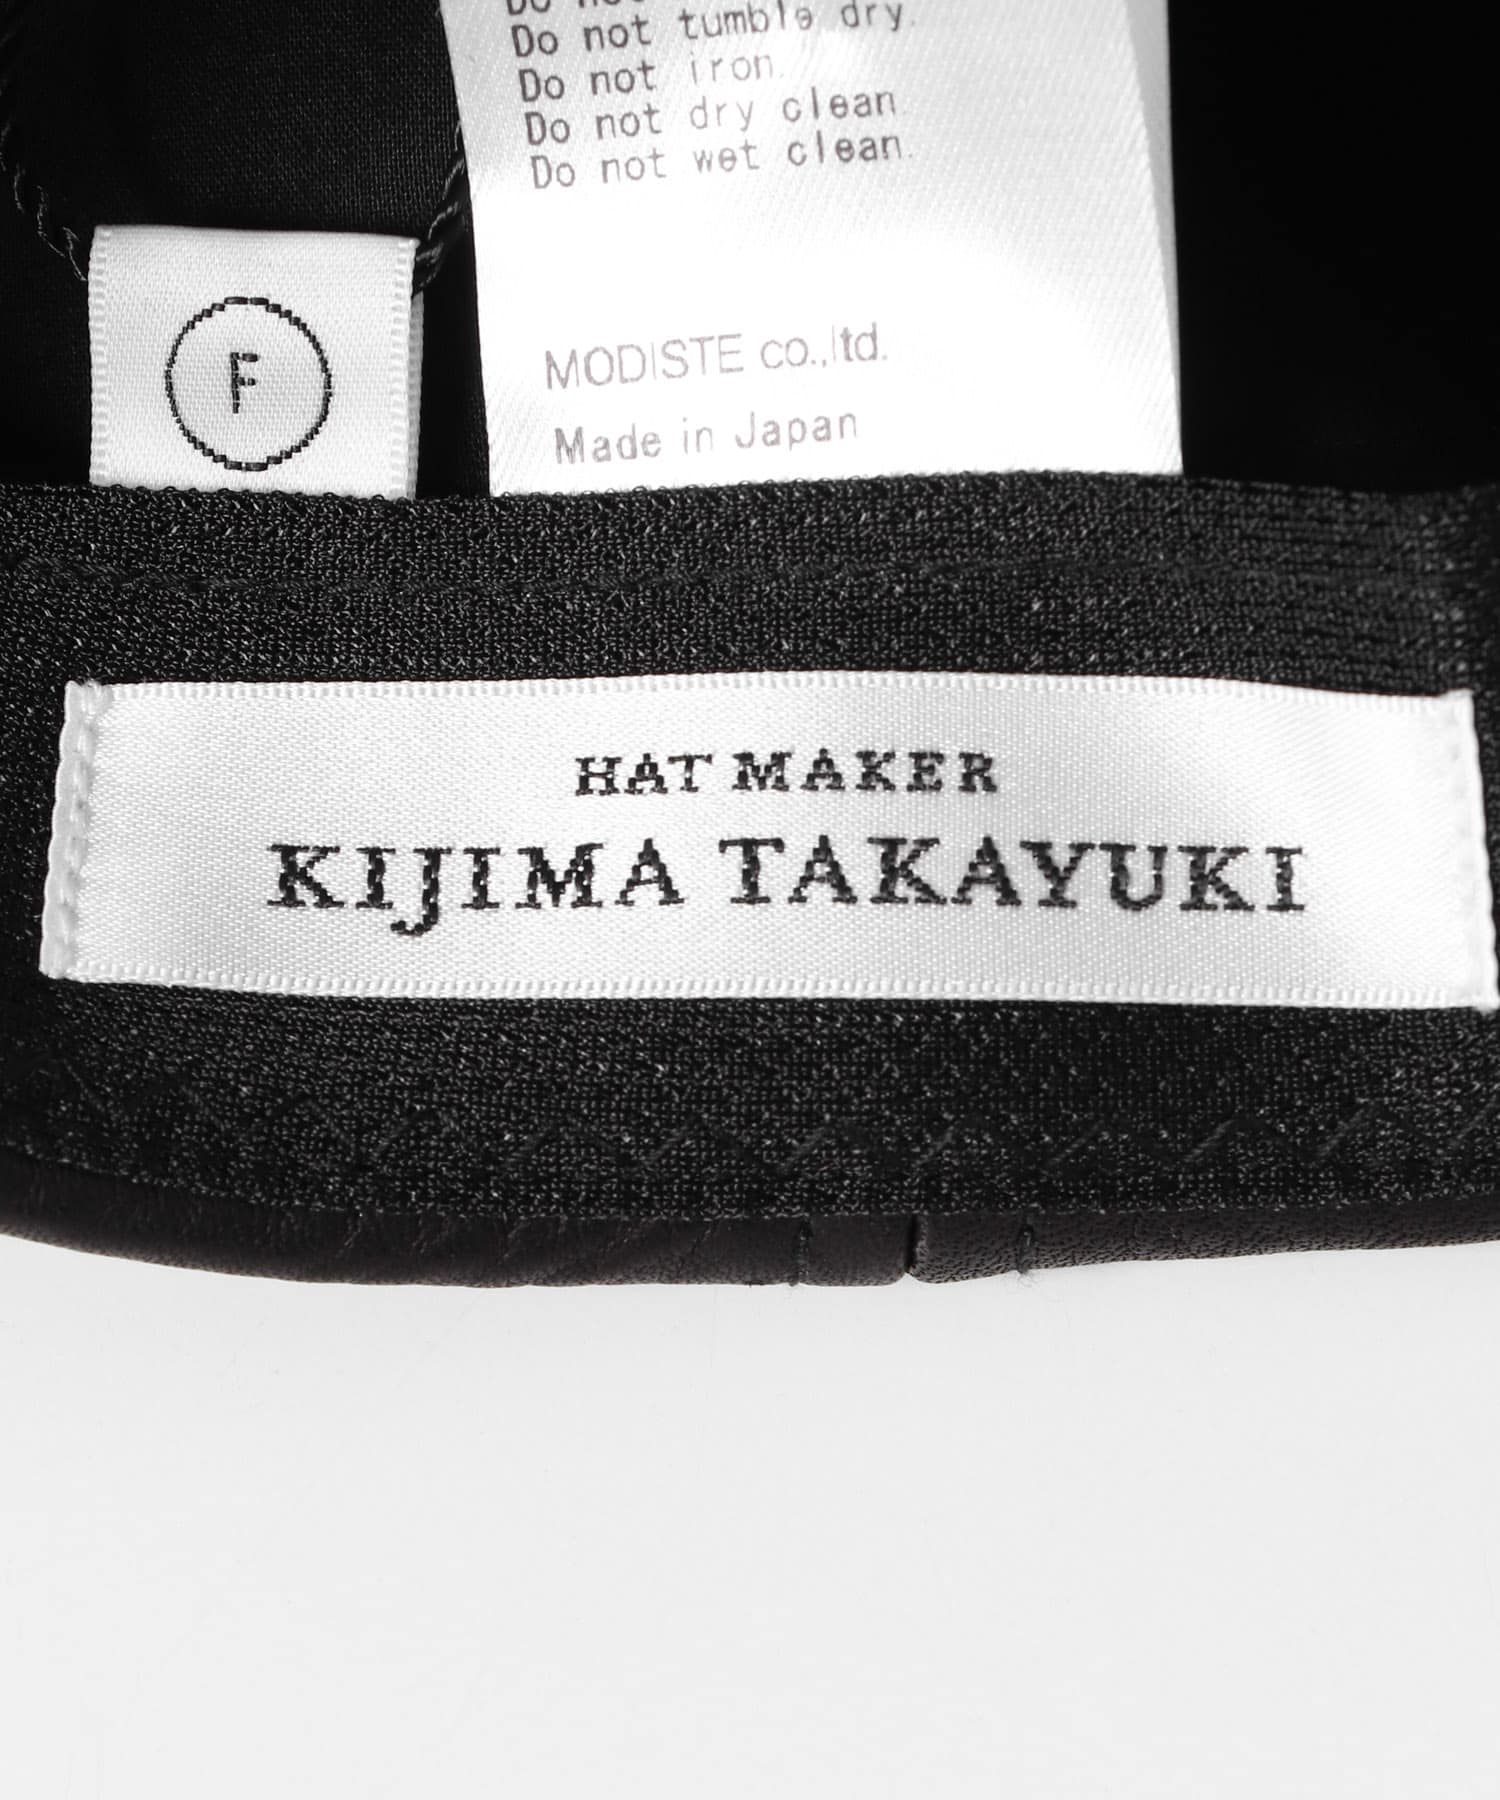 Do not tumble dry.
Do not iron.
Do not dry clean.
Do not wet clean.
F
MODISTE co.,ltd.
Made in Japan
HAT MAKER
KIJIMA TAKAYUKI